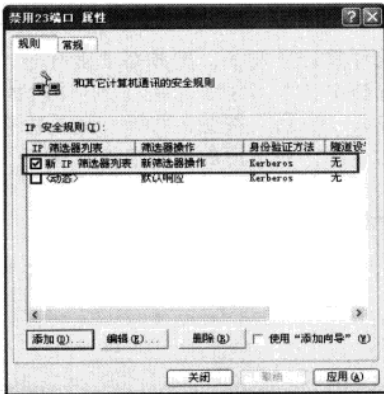 禁用23端口 属性
规则 常规
和其它计算机通讯的安全规则
IP 安全规则(I):
IP 筛选器列表 筛选器操作 身份验证方法 隧道设
新 IP 筛选器列表 新筛选器操作 Kerberos 无
<动态> 默认响应 Kerberos 无
添加(D)... 编辑(E)... 删除(R) 使用“添加向导”(W)
关闭 取消 应用(A)